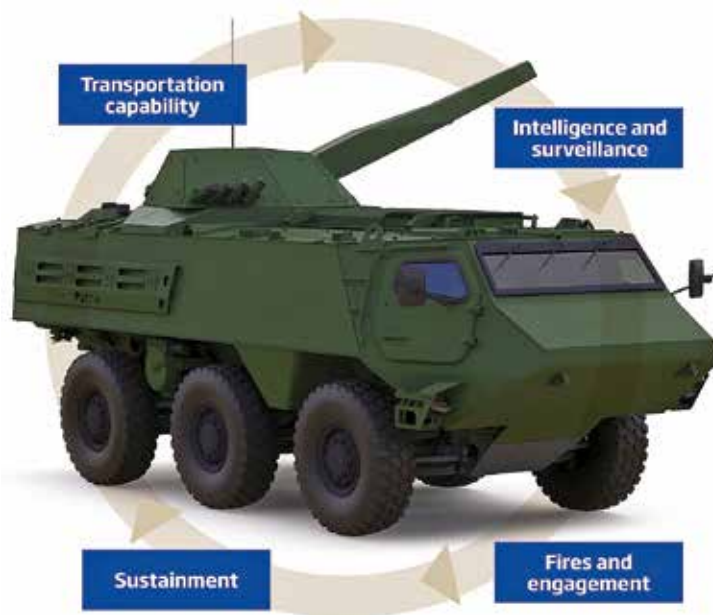 Transportation
capability
Intelligence and
surveillance
Sustainment
Fires and
engagement